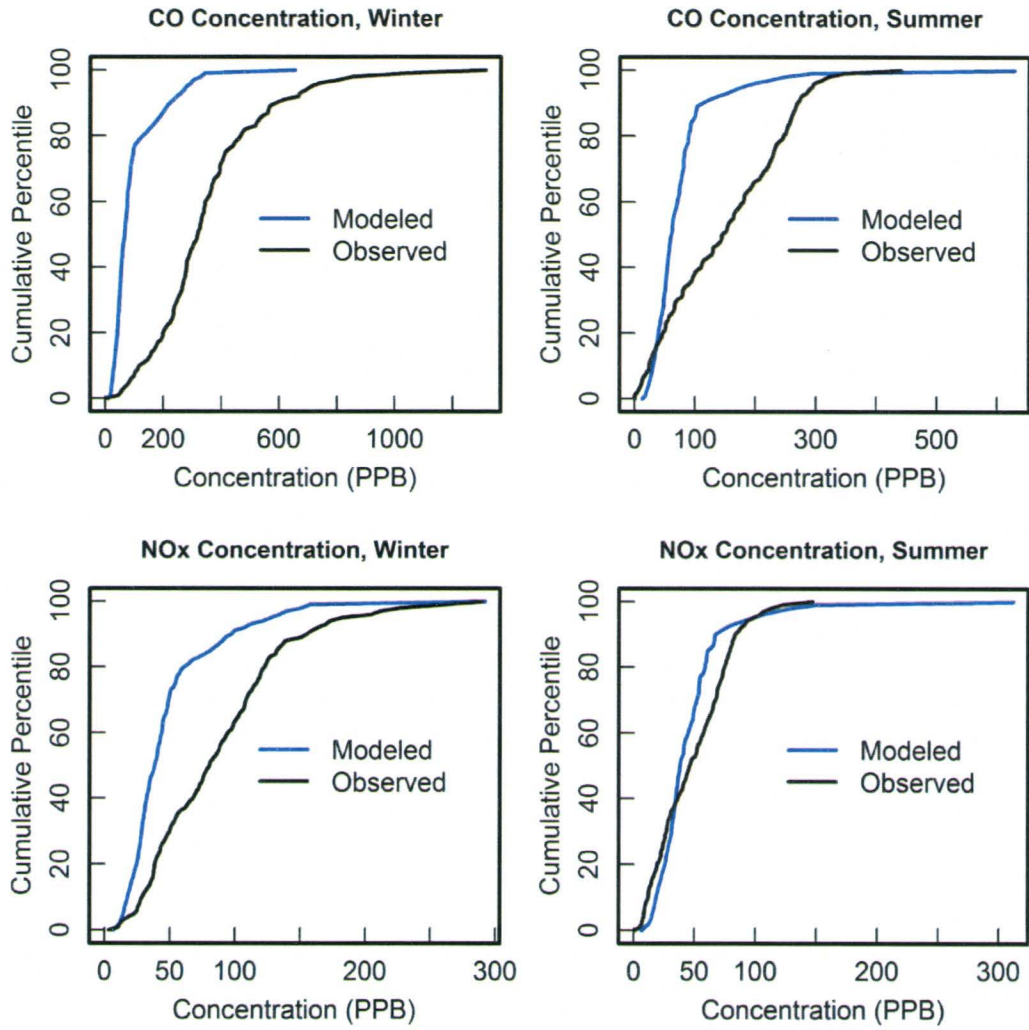 CO Concentration, Winter
Cumulative Percentile
0 20 40 60 80 100
Modeled
Observed
0 200 600 1000
Concentration (PPB)
CO Concentration, Summer
Cumulative Percentile
0 20 40 60 80 100
Modeled
Observed
0 100 300 500
Concentration (PPB)
NOx Concentration, Winter
Cumulative Percentile
0 20 40 60 80 100
Modeled
Observed
0 50 100 200 300
Concentration (PPB)
NOx Concentration, Summer
Cumulative Percentile
0 20 40 60 80 100
Modeled
Observed
0 50 100 200 300
Concentration (PPB)